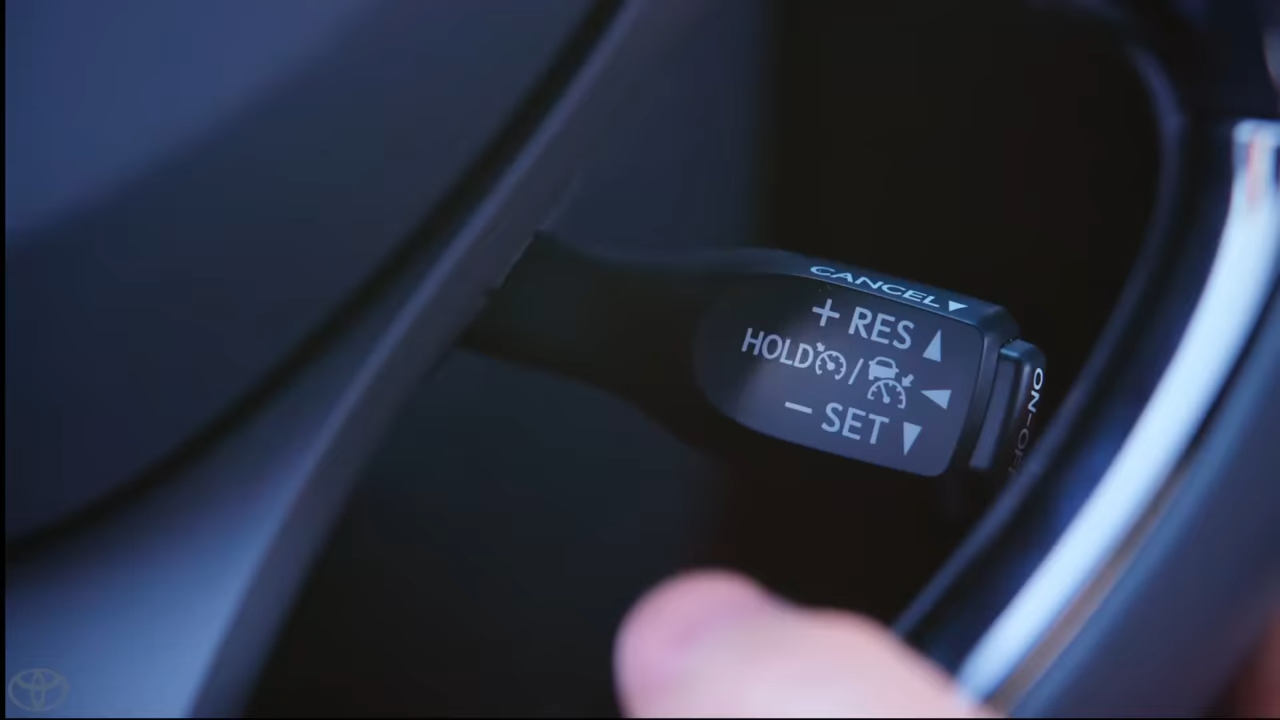 CANCEL ▼
+ RES ▲
HOLD / ◀
− SET ▼
ON-OFF